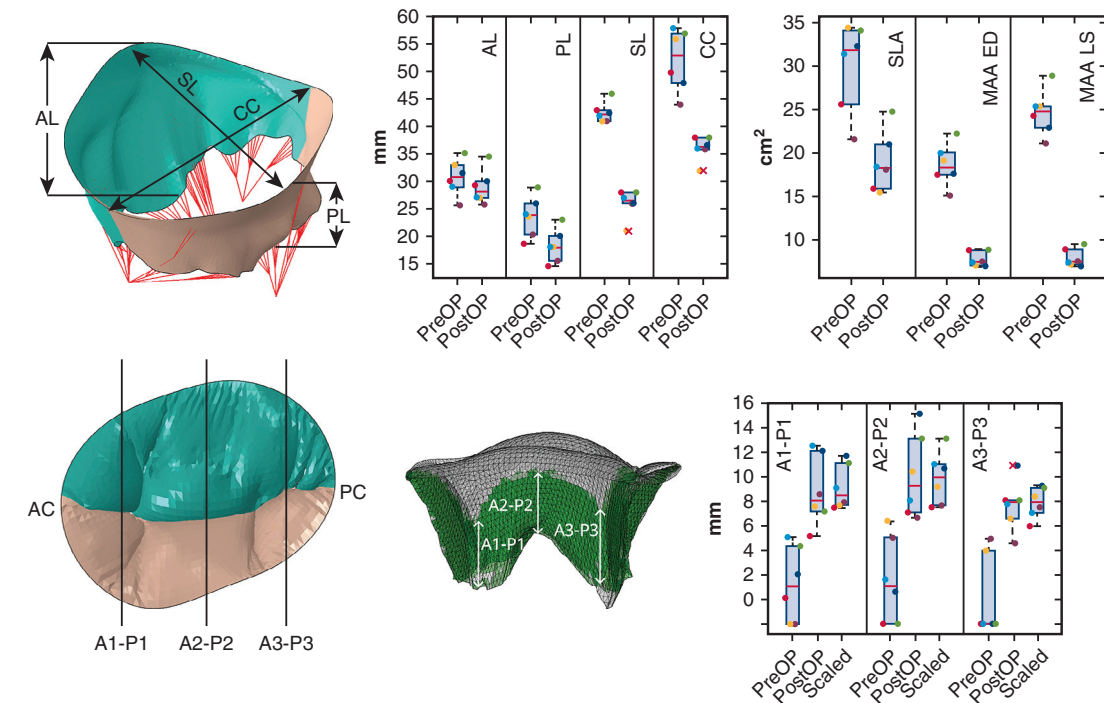 AL
SL
CC
PL
mm
60
55
50
45
40
35
30
25
20
15
AL
PL
SL
CC
PreOP
PostOP
PreOP
PostOP
PreOP
PostOP
PreOP
PostOP
cm²
35
30
25
20
15
10
SLA
MAA ED
MAA LS
PreOP
PostOP
PreOP
PostOP
PreOP
PostOP
AC
PC
A1-P1
A2-P2
A3-P3
A2-P2
A1-P1
A3-P3
mm
16
14
12
10
8
6
4
2
0
A1-P1
A2-P2
A3-P3
PreOP
PostOP
Scaled
PreOP
PostOP
Scaled
PreOP
PostOP
Scaled